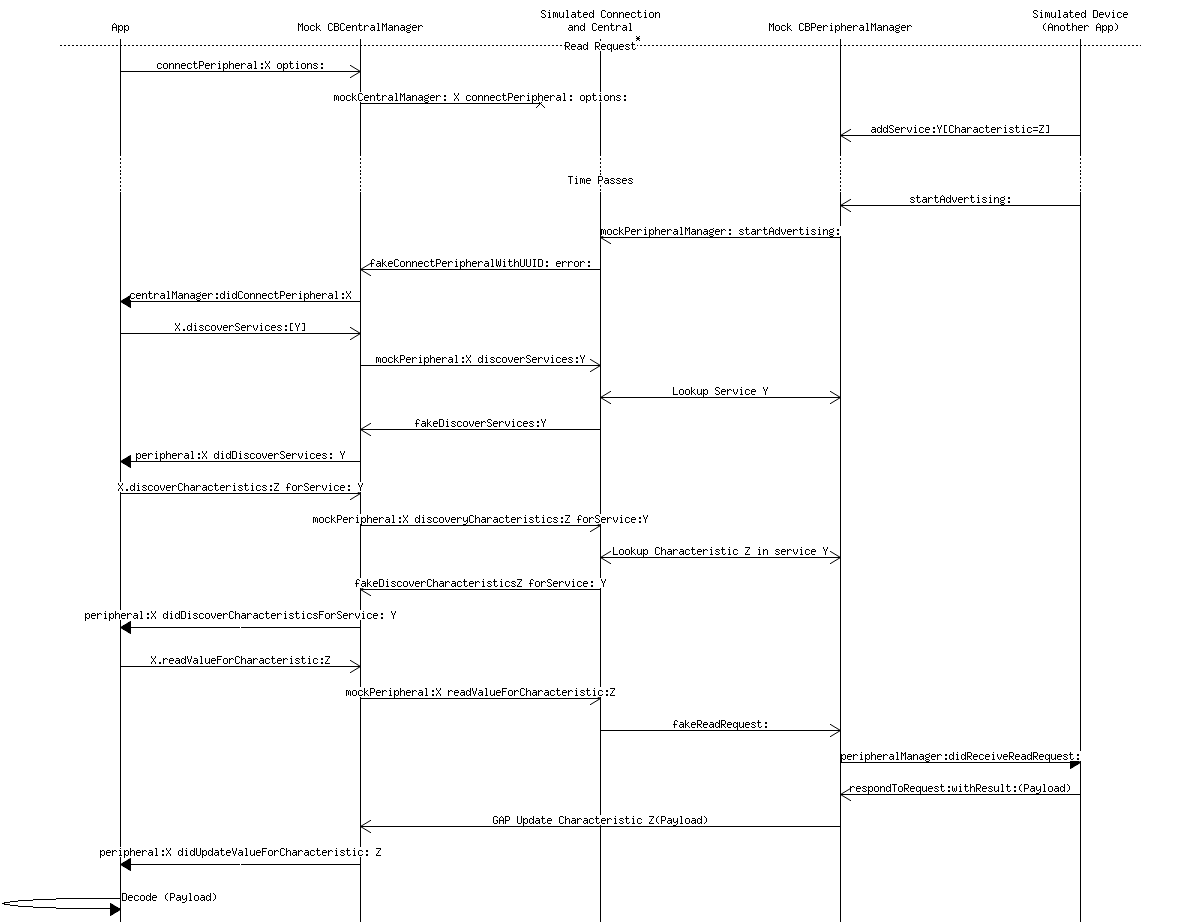 App
Mock CBCentralManager
Simulated Connection
and Central
Mock CBPeripheralManager
Simulated Device
(Another App)
Read Request*
connectPeripheral:X options:
mockCentralManager: X connectPeripheral: options:
addService:Y[Characteristic=Z]
Time Passes
startAdvertising:
mockPeripheralManager: startAdvertising:
fakeConnectPeripheralWithUUID: error:
centralManager:didConnectPeripheral:X
X.discoverServices:[Y]
mockPeripheral:X discoverServices:Y
Lookup Service Y
fakeDiscoverServices:Y
peripheral:X didDiscoverServices: Y
X.discoverCharacteristics:Z forService: Y
mockPeripheral:X discoveryCharacteristics:Z forService:Y
Lookup Characteristic Z in service Y
fakeDiscoverCharacteristicsZ forService: Y
peripheral:X didDiscoverCharacteristicsForService: Y
X.readValueForCharacteristic:Z
mockPeripheral:X readValueForCharacteristic:Z
fakeReadRequest:
peripheralManager:didReceiveReadRequest:
respondToRequest:withResult:(Payload)
GAP Update Characteristic Z(Payload)
peripheral:X didUpdateValueForCharacteristic: Z
Decode (Payload)